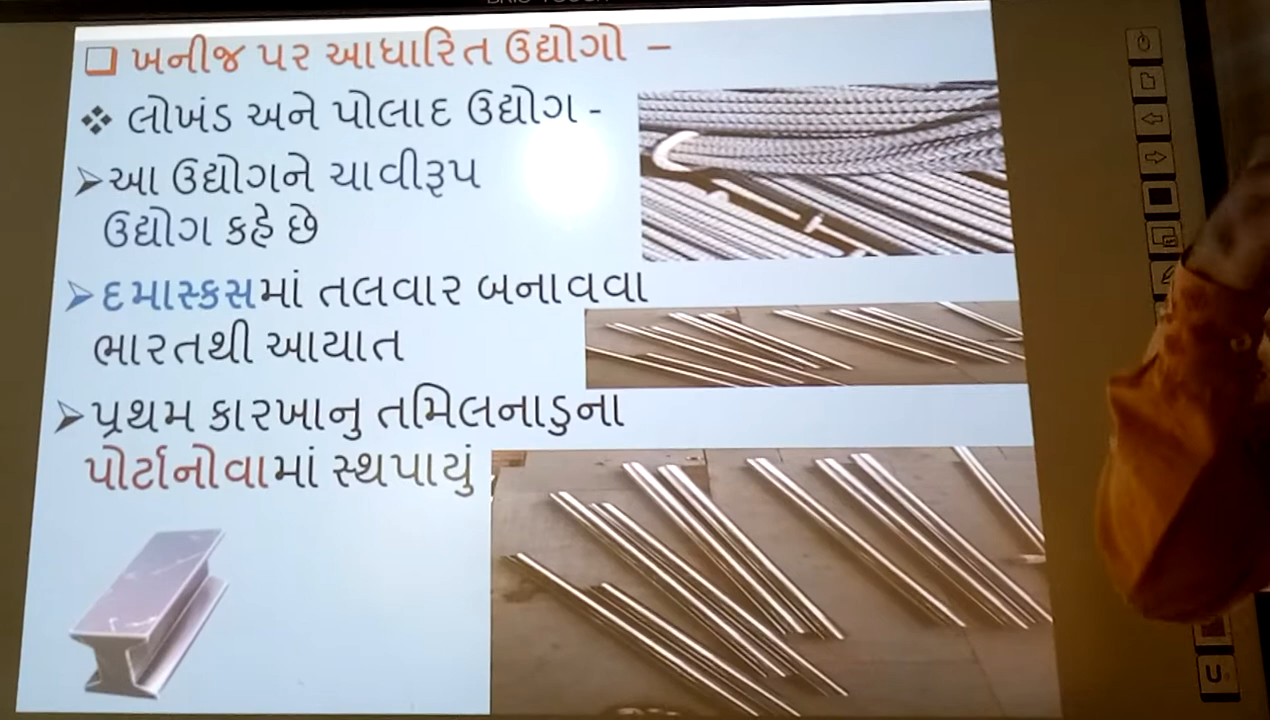 ખનીજ પર આધારિત ઉદ્યોગો –
લોખંડ અને પોલાદ ઉદ્યોગ -
આ ઉદ્યોગને ચાવીરૂપ
ઉદ્યોગ કહે છે
દમાસ્કસમાં તલવાર બનાવવા
ભારતથી આયાત
પ્રથમ કારખાનુ તમિલનાડુના
પોર્ટાનોવામાં સ્થપાયું